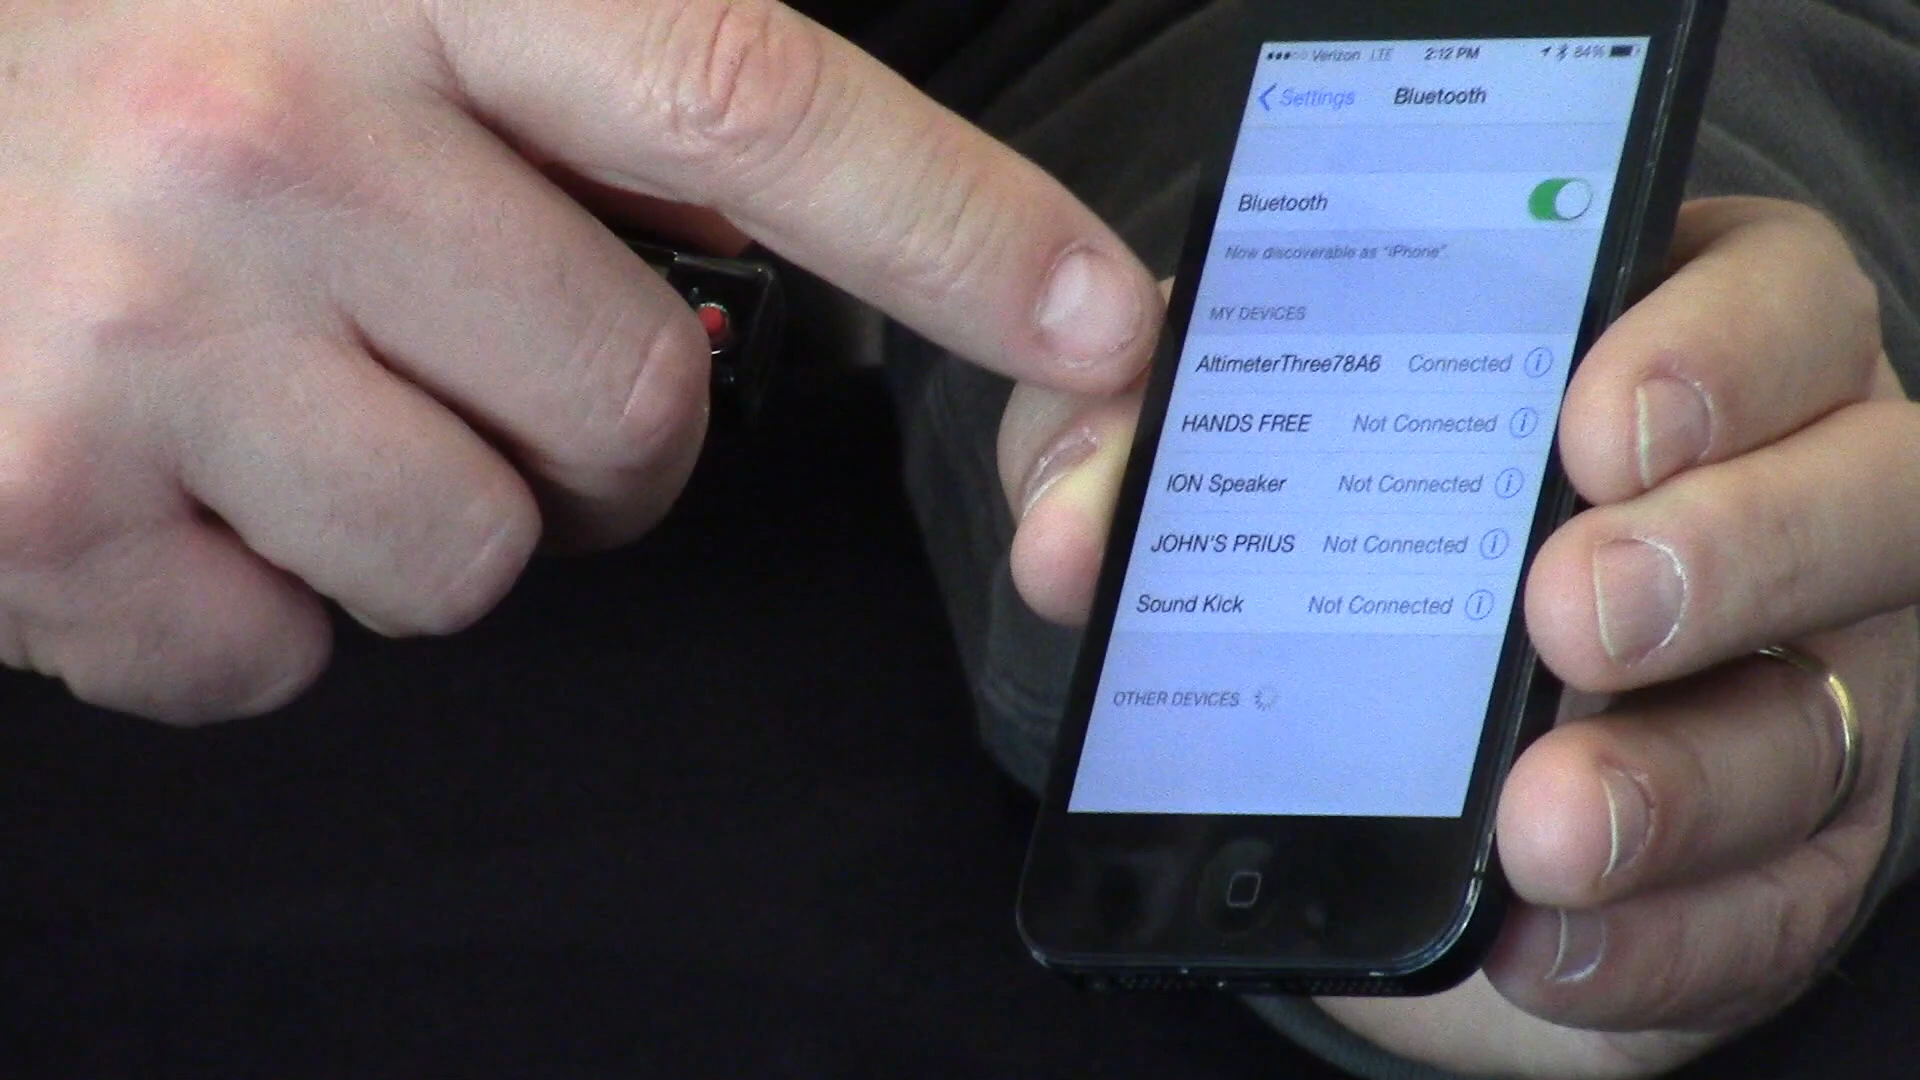 Verizon LTE 2:12 PM 84%
Settings Bluetooth
Bluetooth
Now discoverable as "iPhone".
MY DEVICES
AltimeterThree78A6 Connected i
HANDS FREE Not Connected i
ION Speaker Not Connected i
JOHN'S PRIUS Not Connected i
Sound Kick Not Connected i
OTHER DEVICES